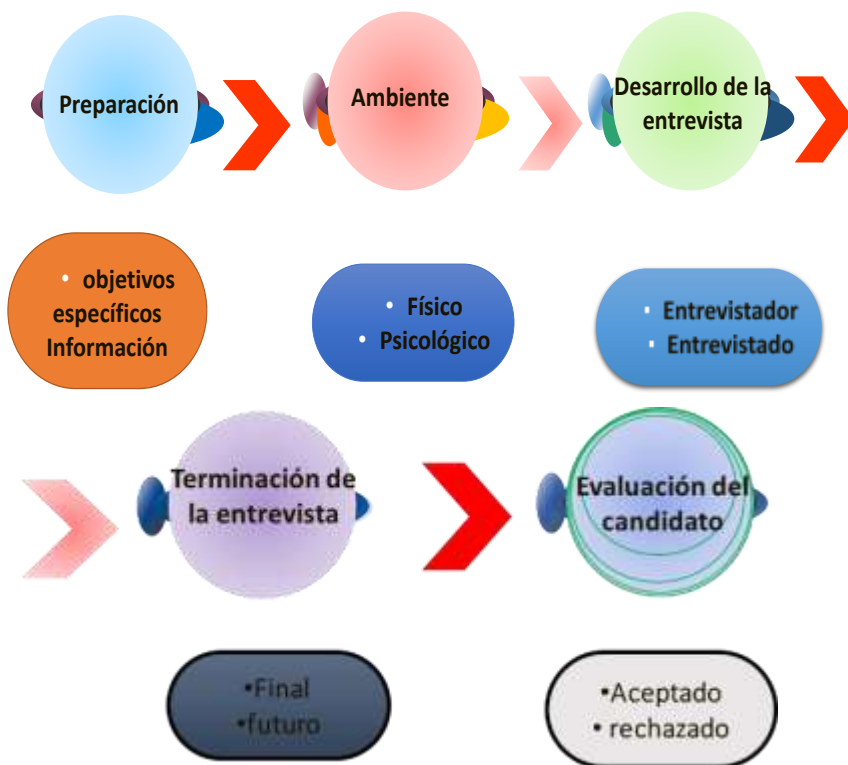 Preparación
Ambiente
Desarrollo de la
entrevista
• objetivos
específicos
Información
• Físico
• Psicológico
▪ Entrevistador
▪ Entrevistado
Terminación de
la entrevista
Evaluación del
candidato
•Final
•futuro
•Aceptado
• rechazado